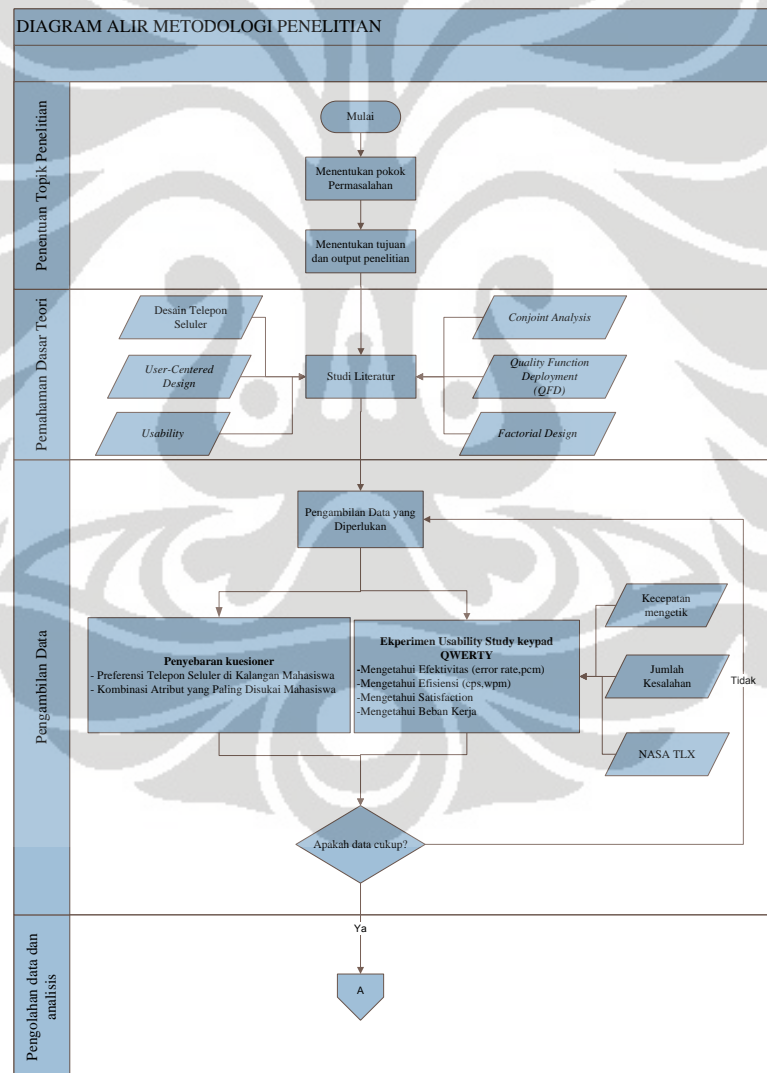 DIAGRAM ALIR METODOLOGI PENELITIAN
Penentuan Topik Penelitian
Mulai
Menentukan pokok
Permasalahan
Menentukan tujuan
dan output penelitian
Pemahaman Dasar Teori
Desain Telepon
Seluler
User-Centered
Design
Usability
Studi Literatur
Conjoint Analysis
Quality Function
Deployment
(QFD)
Factorial Design
Pengambilan Data
Pengambilan Data yang
Diperlukan
Penyebaran kuesioner
- Preferensi Telepon Seluler di Kalangan Mahasiswa
- Kombinasi Atribut yang Paling Disukai Mahasiswa
Ekperimen Usability Study keypad
QWERTY
-Mengetahui Efektivitas (error rate,pcm)
-Mengetahui Efisiensi (cps,wpm)
-Mengetahui Satisfaction
-Mengetahui Beban Kerja
Kecepatan
mengetik
Jumlah
Kesalahan
NASA TLX
Tidak
Apakah data cukup?
Ya
Pengolahan data dan
analisis
A